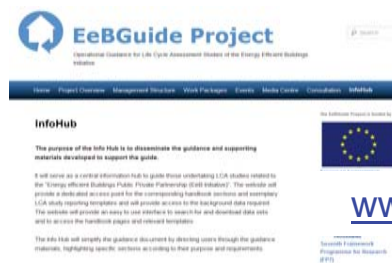 EeBGuide Project
Search
Operational Guidance for Life Cycle Assessment Studies of the Energy Efficient Buildings
Initiative
Home Project Overview Management Structure Work Packages Events Media Centre Consultation InfoHub
InfoHub
The EeBGuide Project is funded by
The purpose of the Info Hub is to disseminate the guidance and supporting
materials developed to support the guide.
It will serve as a central information hub to guide those undertaking LCA studies related to
the 'Energy efficient Buildings Public Private Partnership (EeB Initiative)'. The website will
provide a dedicated access point for the corresponding handbook sections and exemplary
LCA study reporting templates and will provide access to the background data required.
The website will provide an easy to use interface to search for and download data sets
and to access the handbook pages and relevant templates.
ww
The Info Hub will simplify the guidance document by directing users through the guidance
materials, highlighting specific sections according to their purpose and requirements.
Seventh Framework
Programme for Research
(FP7)